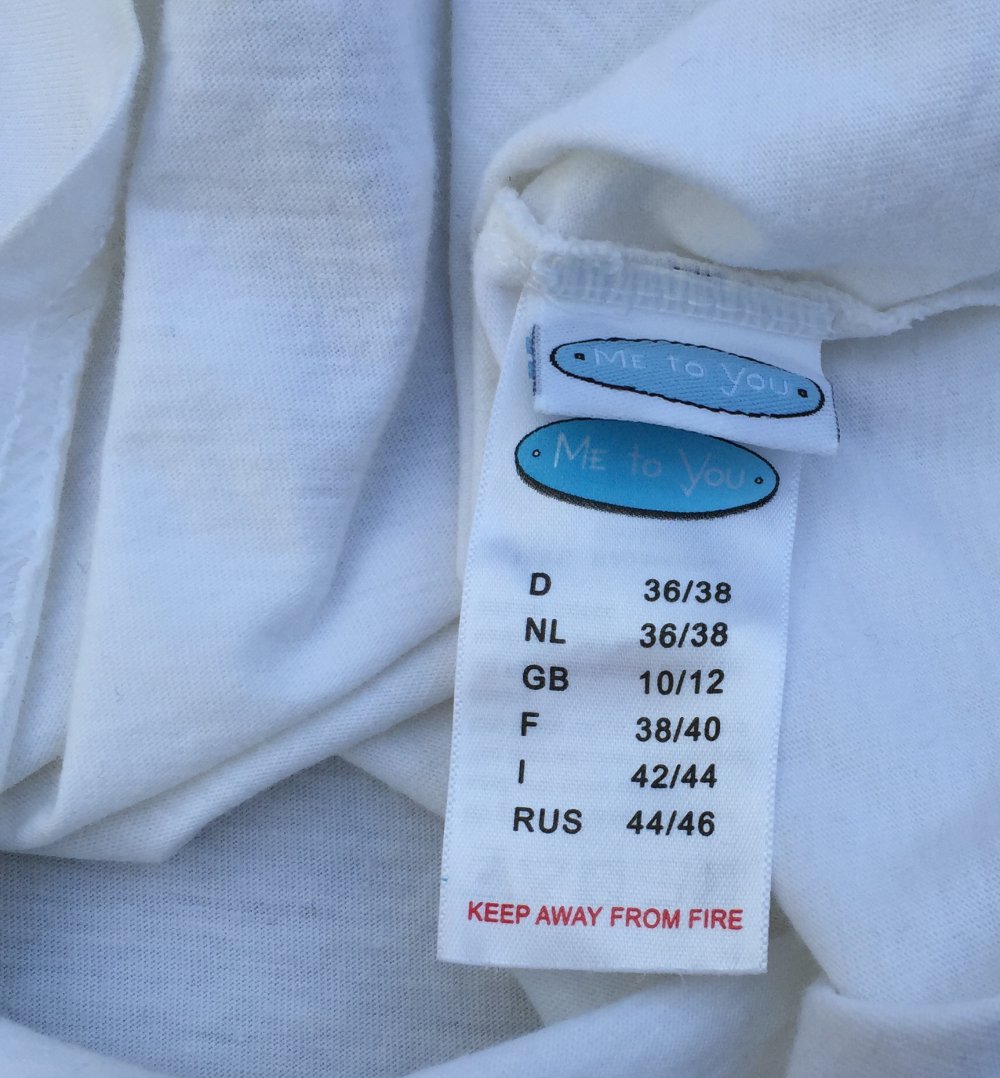 ME to YOU
ME to YOU
D 36/38
NL 36/38
GB 10/12
F 38/40
I 42/44
RUS 44/46
KEEP AWAY FROM FIRE